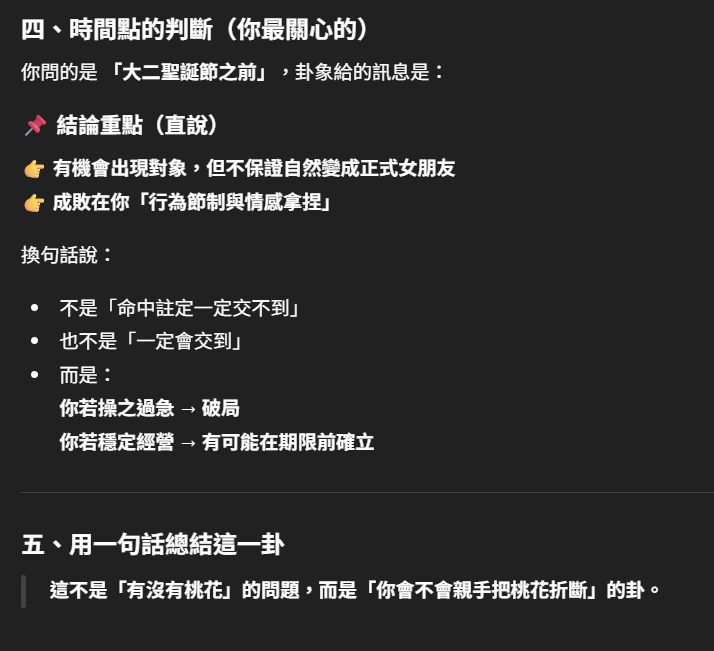 四、時間點的判斷（你最關心的）
你問的是 「大二聖誕節之前」，卦象給的訊息是：
📌 結論重點（直說）
👉 有機會出現對象，但不保證自然變成正式女朋友
👉 成敗在你「行為節制與情感拿捏」
換句話說：
• 不是「命中註定一定交不到」
• 也不是「一定會交到」
• 而是：
你若操之過急 → 破局
你若穩定經營 → 有可能在期限前確立
五、用一句話總結這一卦
這不是「有沒有桃花」的問題，而是「你會不會親手把桃花折斷」的卦。